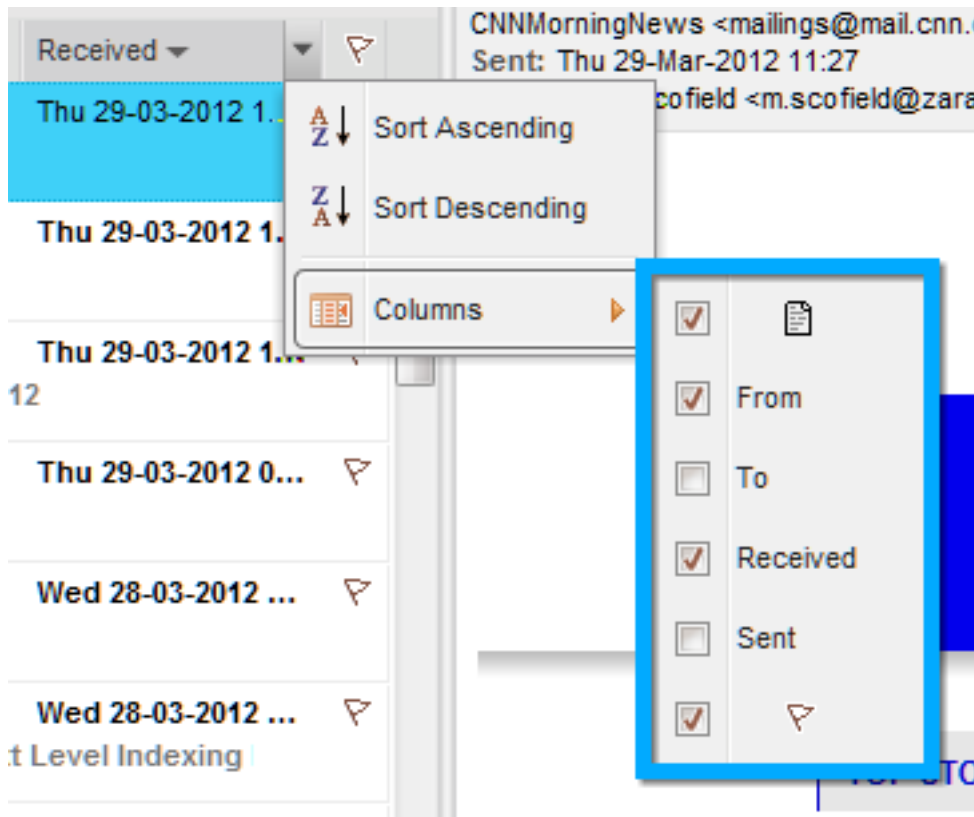 Received
CNNMorningNews <mailings@mail.cnn.
Sent: Thu 29-Mar-2012 11:27
cofield <m.scofield@zara
Thu 29-03-2012 1...
Thu 29-03-2012 1...
Thu 29-03-2012 1...
12
Thu 29-03-2012 0...
Wed 28-03-2012 ...
Wed 28-03-2012 ...
t Level Indexing
Sort Ascending
Sort Descending
Columns
From
To
Received
Sent